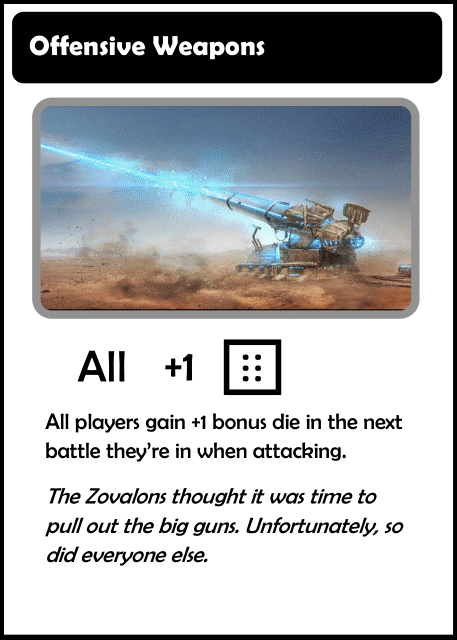 Offensive Weapons
All +1
All players gain +1 bonus die in the next
battle they're in when attacking.
The Zovalons thought it was time to
pull out the big guns. Unfortunately, so
did everyone else.